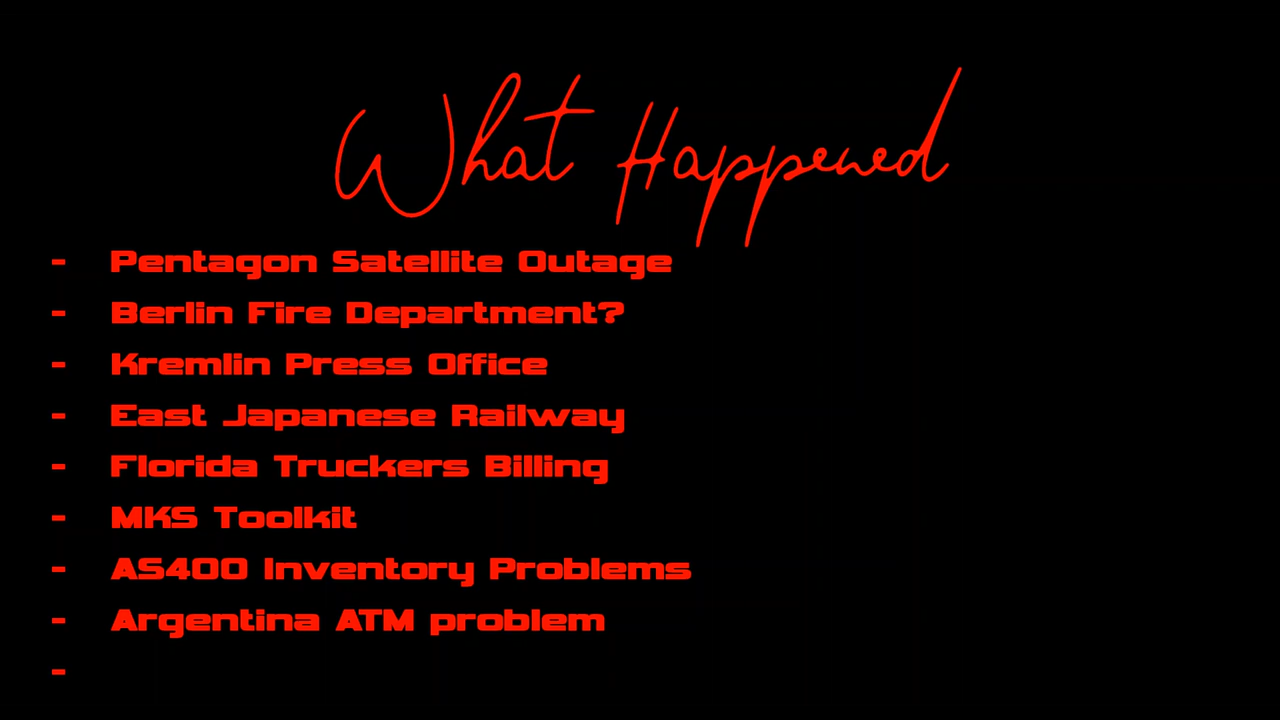 What Happened
- Pentagon Satellite Outage
- Berlin Fire Department?
- Kremlin Press Office
- East Japanese Railway
- Florida Truckers Billing
- MKS Toolkit
- AS400 Inventory Problems
- Argentina ATM problem
-